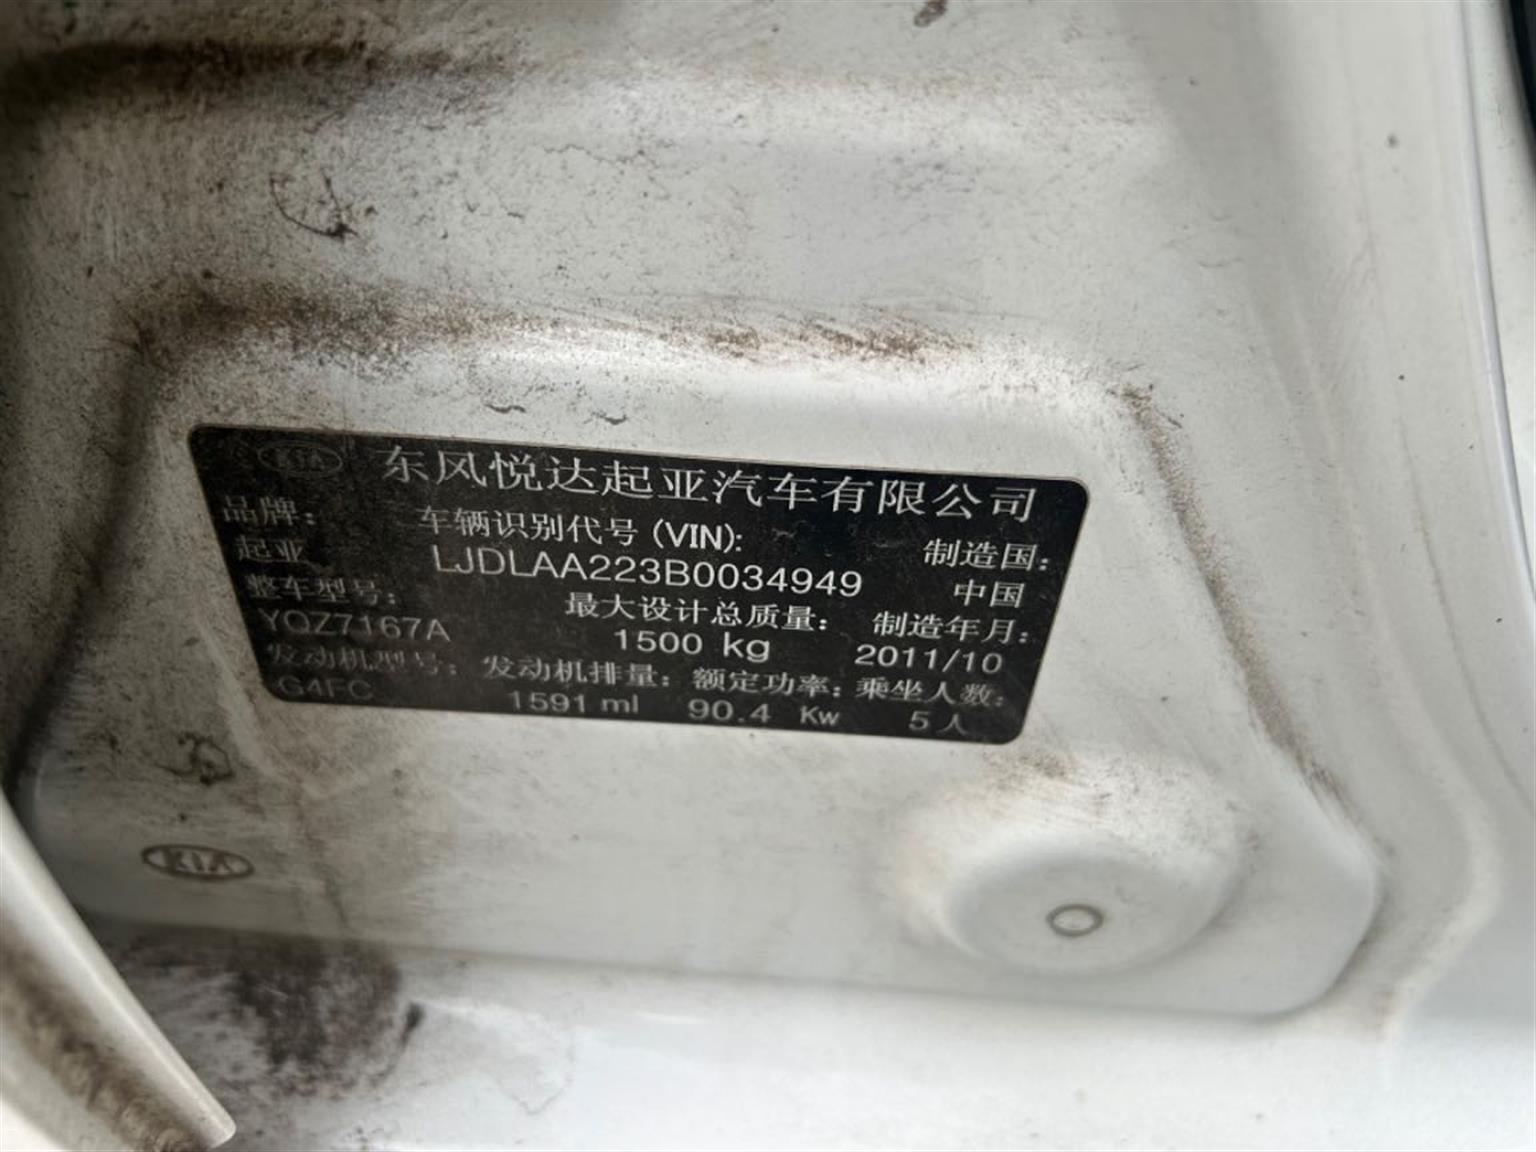 KIA 东风悦达起亚汽车有限公司
品牌： 车辆识别代号 (VIN): 制造国：
起亚 LJDLAA223B0034949 中国
整车型号： 最大设计总质量： 制造年月：
YQZ7167A 1500 kg 2011/10
发动机型号： 发动机排量： 额定功率： 乘坐人数：
G4FC 1591 ml 90.4 Kw 5 人
KIA